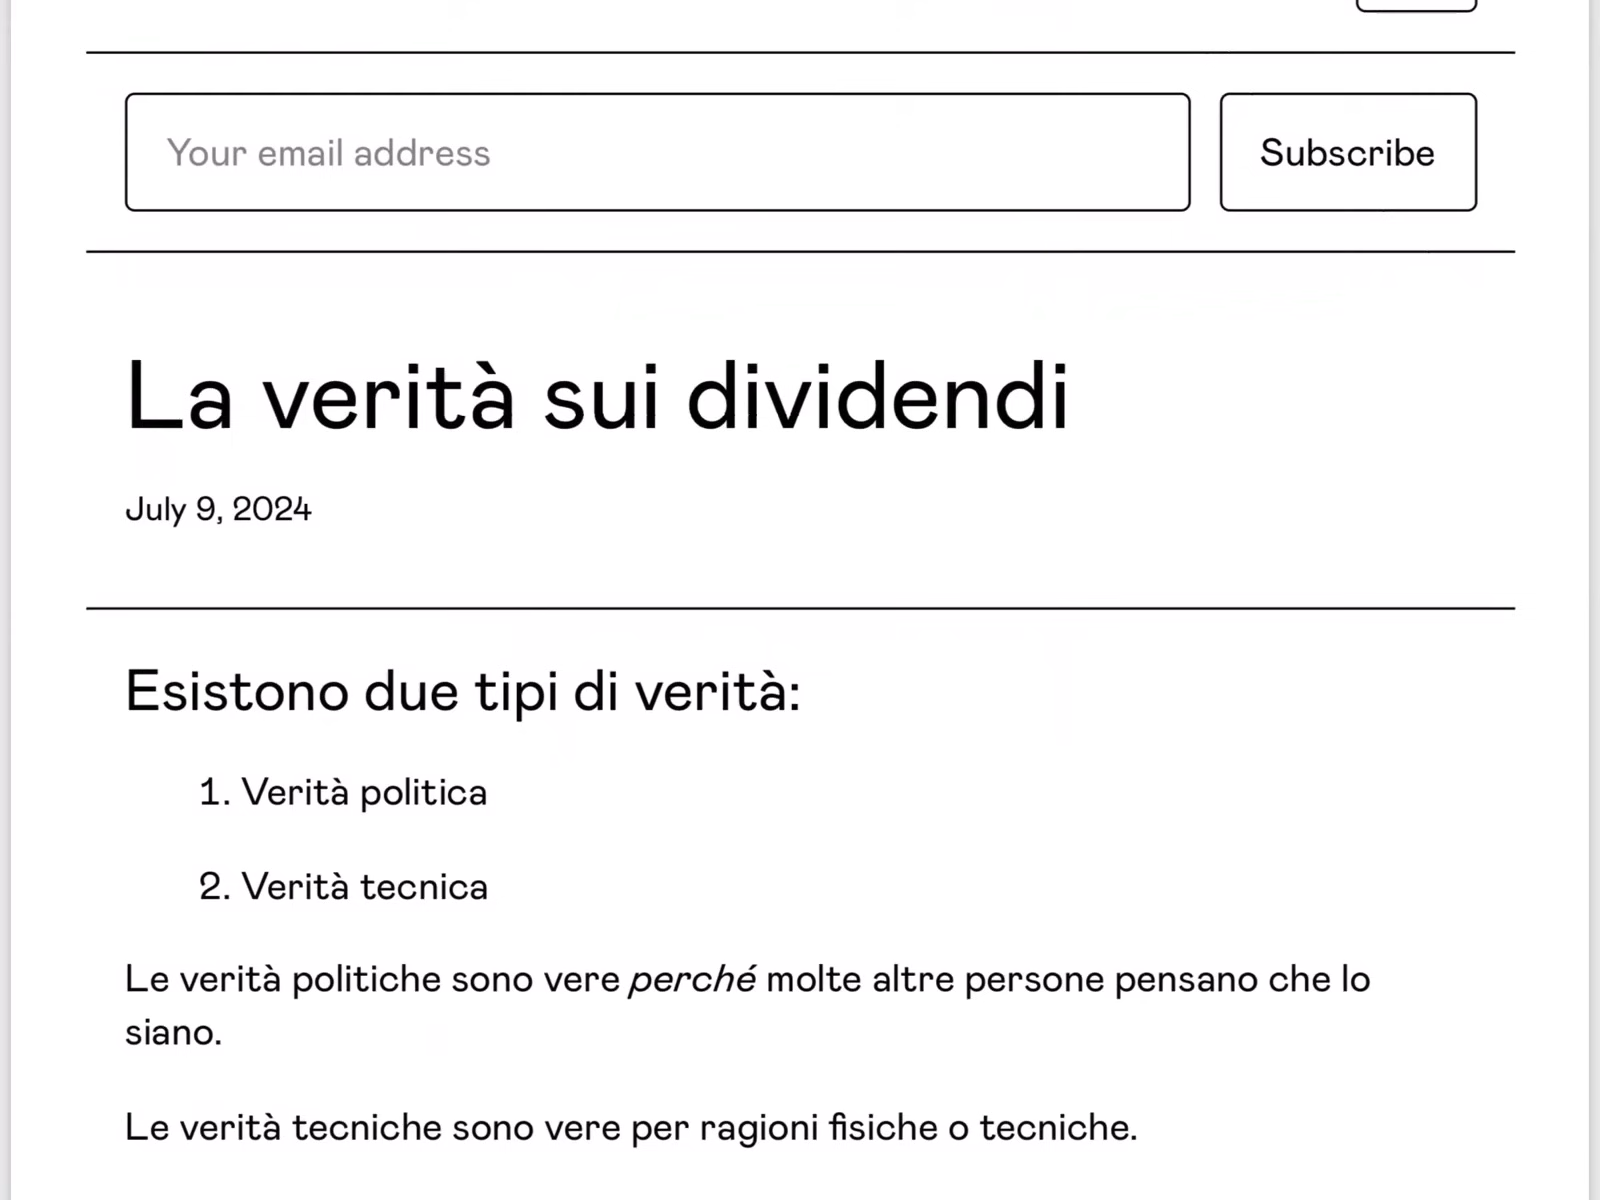 Your email address
Subscribe
La verità sui dividendi
July 9, 2024
Esistono due tipi di verità:
1. Verità politica
2. Verità tecnica
Le verità politiche sono vere perché molte altre persone pensano che lo
siano.
Le verità tecniche sono vere per ragioni fisiche o tecniche.